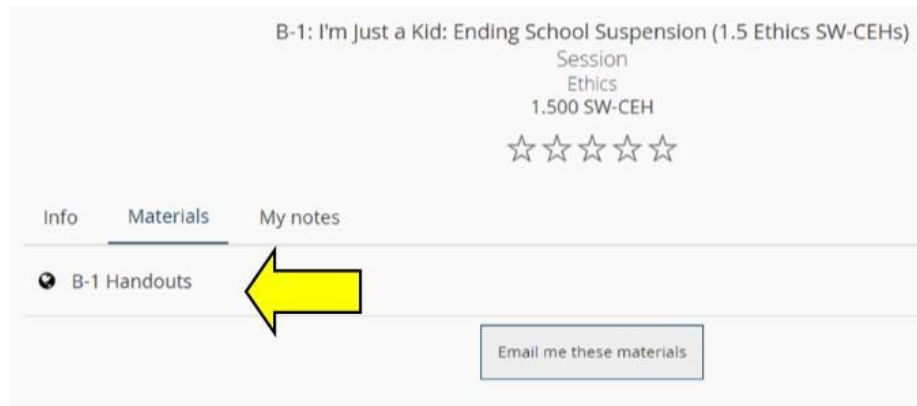 B-1: I'm Just a Kid: Ending School Suspension (1.5 Ethics SW-CEHs)
Session
Ethics
1.500 SW-CEH
Info Materials My notes
B-1 Handouts
Email me these materials